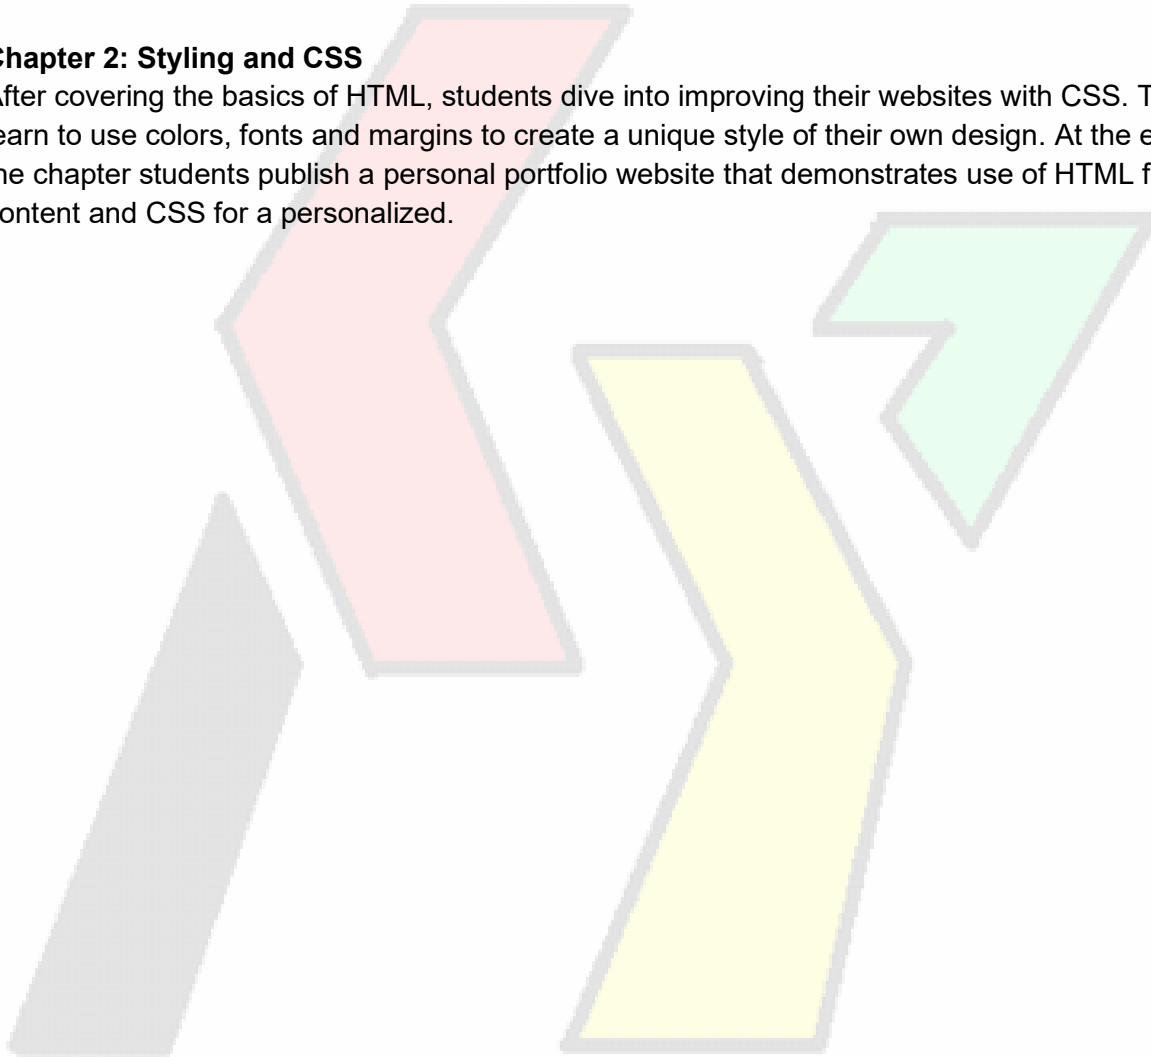 Chapter 2: Styling and CSS
After covering the basics of HTML, students dive into improving their websites with CSS. T
earn to use colors, fonts and margins to create a unique style of their own design. At the e
he chapter students publish a personal portfolio website that demonstrates use of HTML f
ontent and CSS for a personalized.